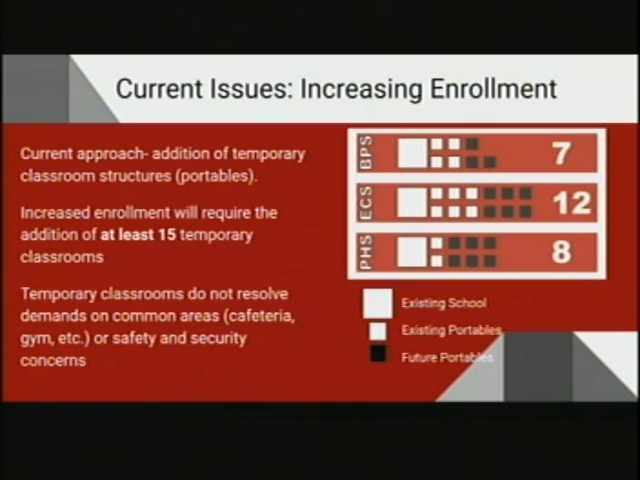 Current Issues: Increasing Enrollment
Current approach- addition of temporary
classroom structures (portables).
Increased enrollment will require the
addition of at least 15 temporary
classrooms
Temporary classrooms do not resolve
demands on common areas (cafeteria,
gym, etc.) or safety and security
concerns
BPS
7
ECS
12
PHS
8
Existing School
Existing Portables
Future Portables